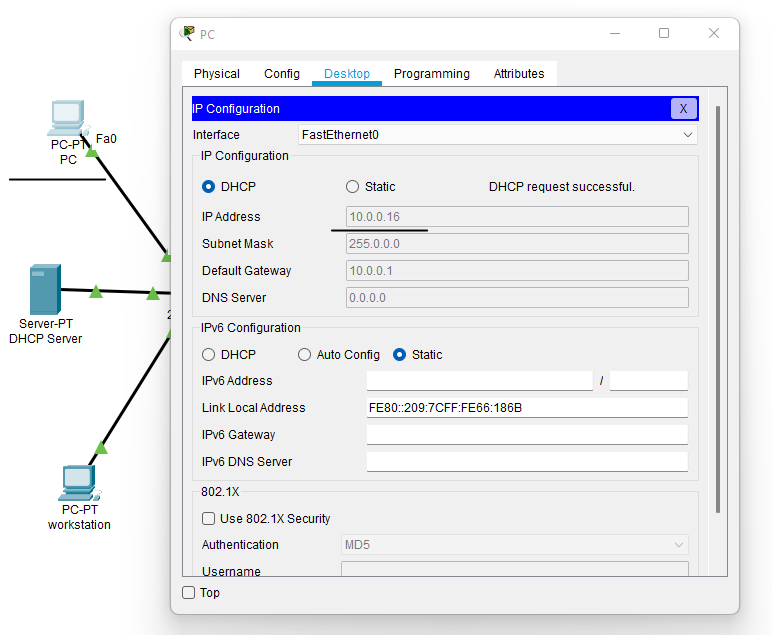 PC
Physical Config Desktop Programming Attributes
IP Configuration X
Interface FastEthernet0
IP Configuration
DHCP Static DHCP request successful.
IP Address 10.0.0.16
Subnet Mask 255.0.0.0
Default Gateway 10.0.0.1
DNS Server 0.0.0.0
IPv6 Configuration
DHCP Auto Config Static
IPv6 Address /
Link Local Address FE80::209:7CFF:FE66:186B
IPv6 Gateway
IPv6 DNS Server
802.1X
Use 802.1X Security
Authentication MD5
Username
Top
Fa0
PC-PT
PC
Server-PT
DHCP Server
2
PC-PT
workstation